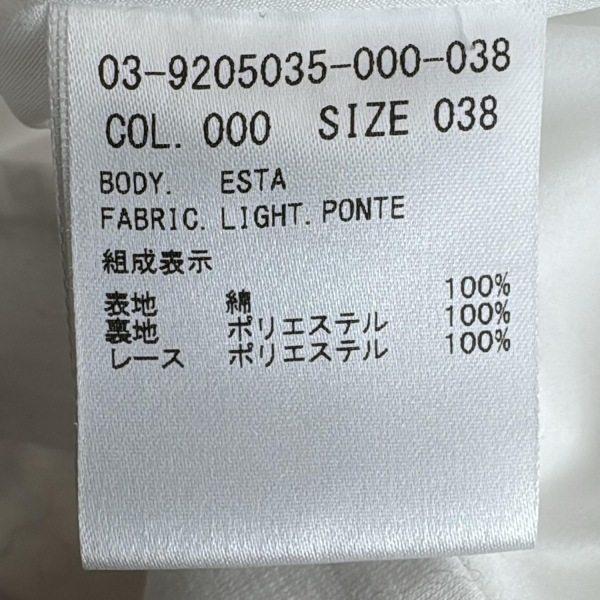 03-9205035-000-038
COL. 000 SIZE 038
BODY. ESTA
FABRIC. LIGHT. PONTE
組成表示
表地 綿 100%
裏地 ポリエステル 100%
レース ポリエステル 100%